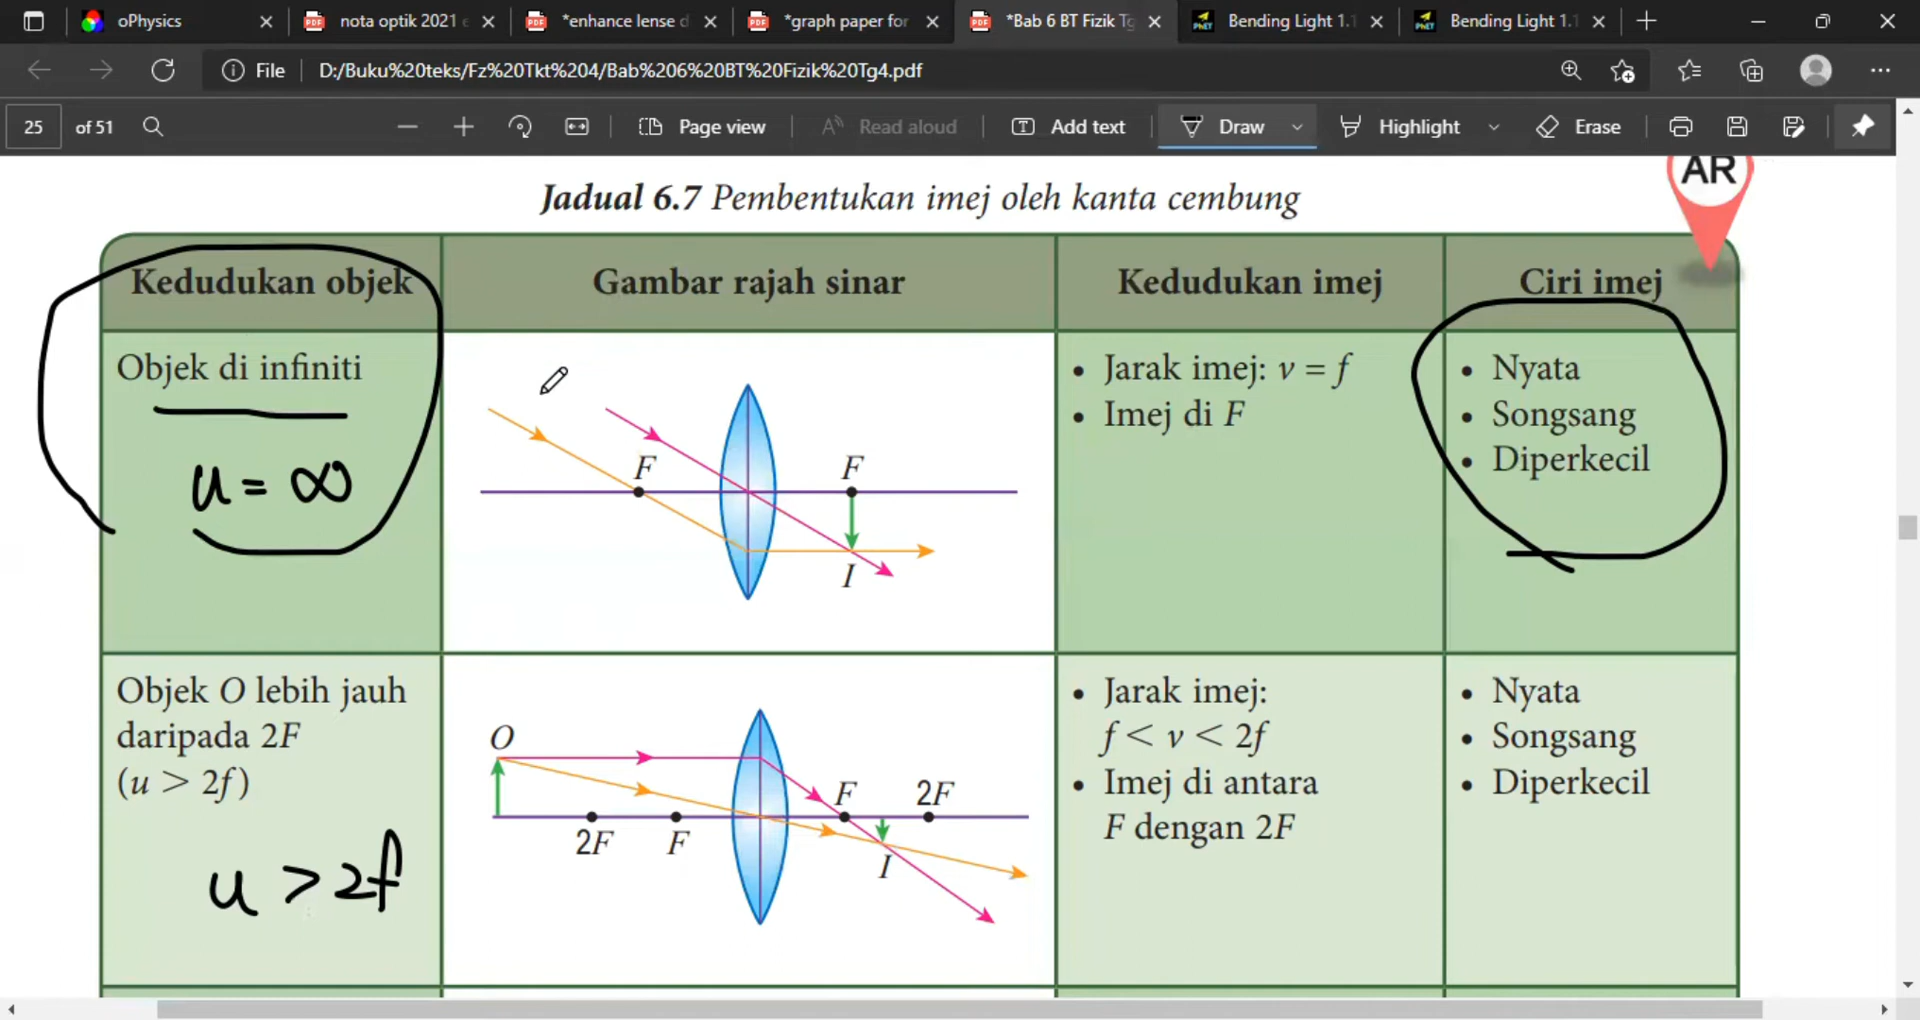 oPhysics
nota optik 2021
*enhance lense d
*graph paper for
*Bab 6 BT Fizik Tg
Bending Light 1.1
Bending Light 1.1
File
D:/Buku%20teks/Fz%20Tkt%204/Bab%206%20BT%20Fizik%20Tg4.pdf
25 of 51
Page view
Read aloud
Add text
Draw
Highlight
Erase
AR
Jadual 6.7 Pembentukan imej oleh kanta cembung
Kedudukan objek
Gambar rajah sinar
Kedudukan imej
Ciri imej
Objek di infiniti
u = ∞
F
F
I
• Jarak imej: v = f
• Imej di F
• Nyata
• Songsang
• Diperkecil
Objek O lebih jauh
daripada 2F
(u > 2f)
u > 2f
O
2F
F
F
2F
I
• Jarak imej:
f < v < 2f
• Imej di antara
F dengan 2F
• Nyata
• Songsang
• Diperkecil